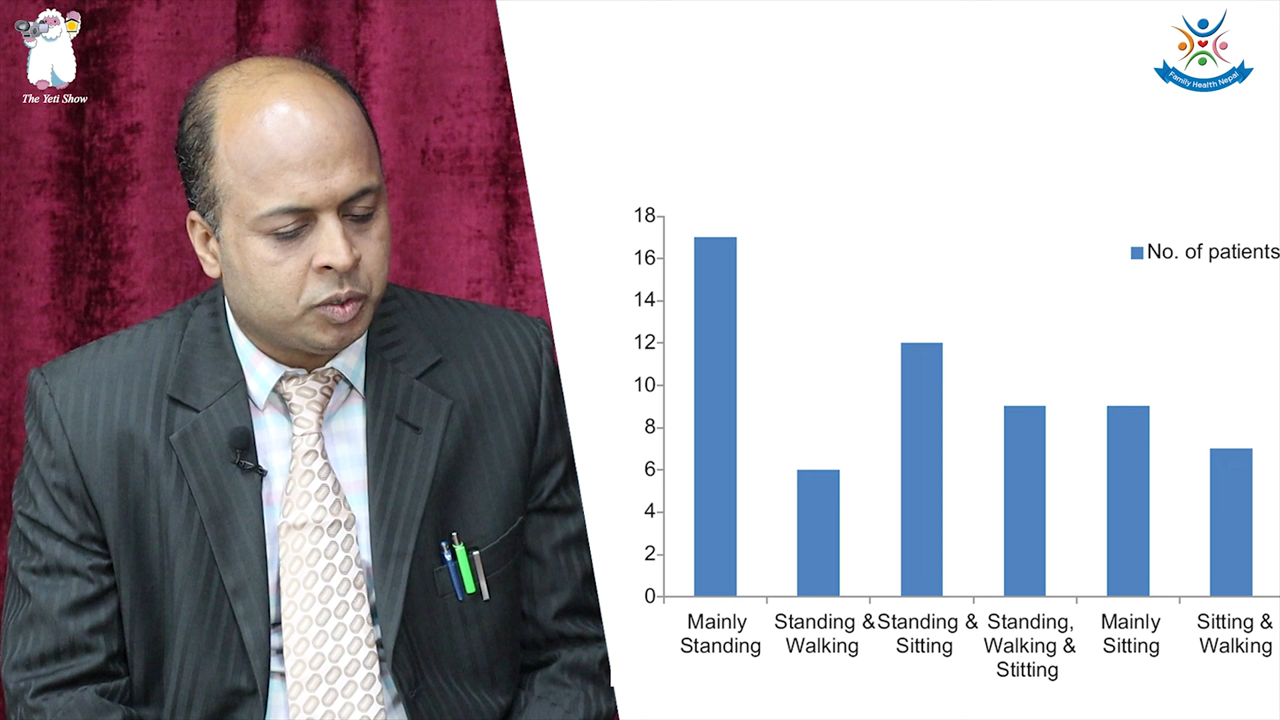 The Yeti Show
Family Health Nepal
18
16
14
12
10
8
6
4
2
0
No. of patients
Mainly
Standing
Standing &
Walking
Standing &
Sitting
Standing,
Walking &
Stitting
Mainly
Sitting
Sitting &
Walking